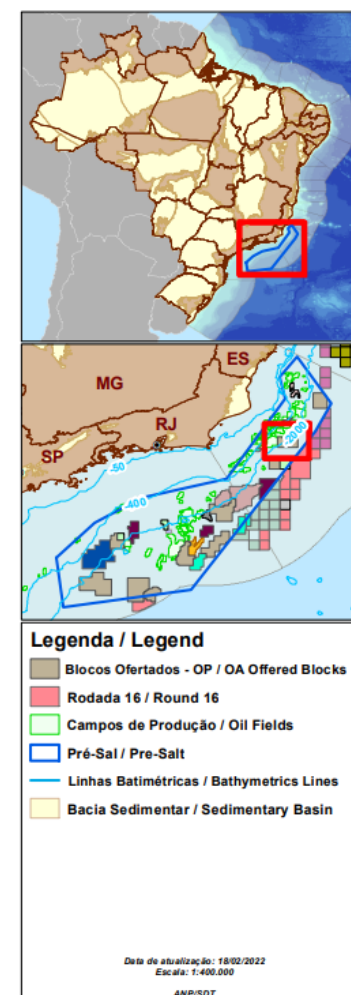 ES
MG
RJ
SP
-50
-400
-2000
Legenda / Legend
Blocos Ofertados - OP / OA Offered Blocks
Rodada 16 / Round 16
Campos de Produção / Oil Fields
Pré-Sal / Pre-Salt
Linhas Batimétricas / Bathymetrics Lines
Bacia Sedimentar / Sedimentary Basin
Data de atualização: 18/02/2022
Escala: 1:400.000
ANP/SDT